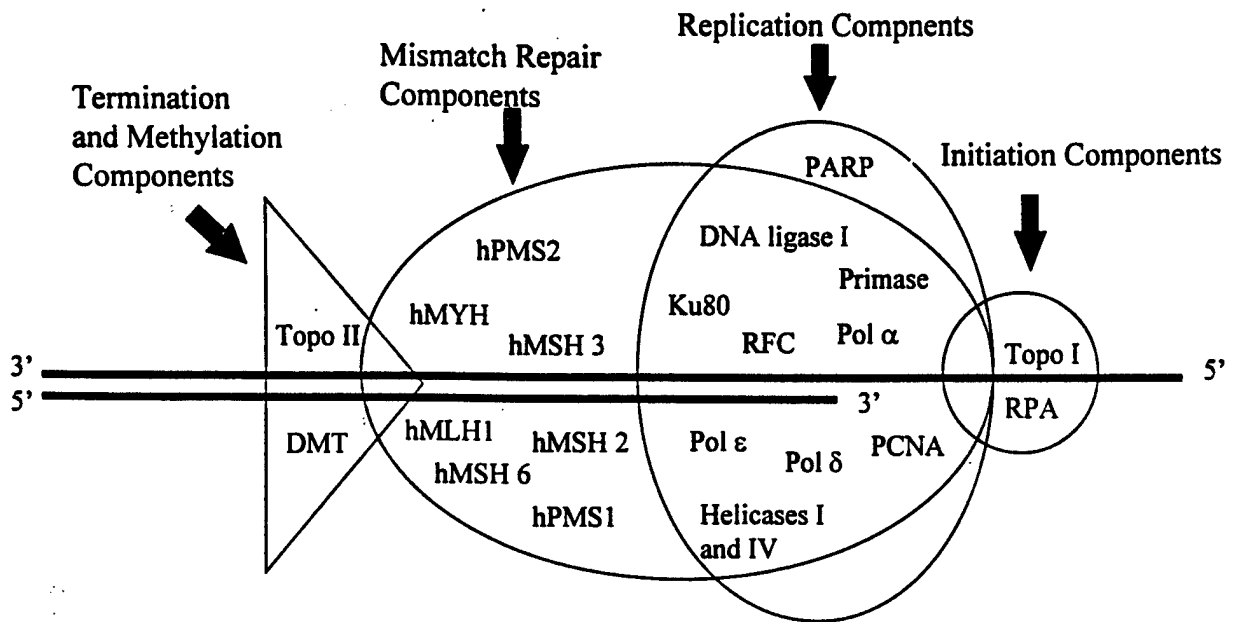 Replication Compnents
Mismatch Repair
Components
Termination
and Methylation
Components
Initiation Components
PARP
DNA ligase I
hPMS2
Primase
Ku80
hMYH
Topo II
hMSH 3
RFC
Pol α
Topo I
3’
5’
5’
3’
RPA
DMT
hMLH1
hMSH 2
Pol ε
Pol δ
PCNA
hMSH 6
hPMS1
Helicases I
and IV